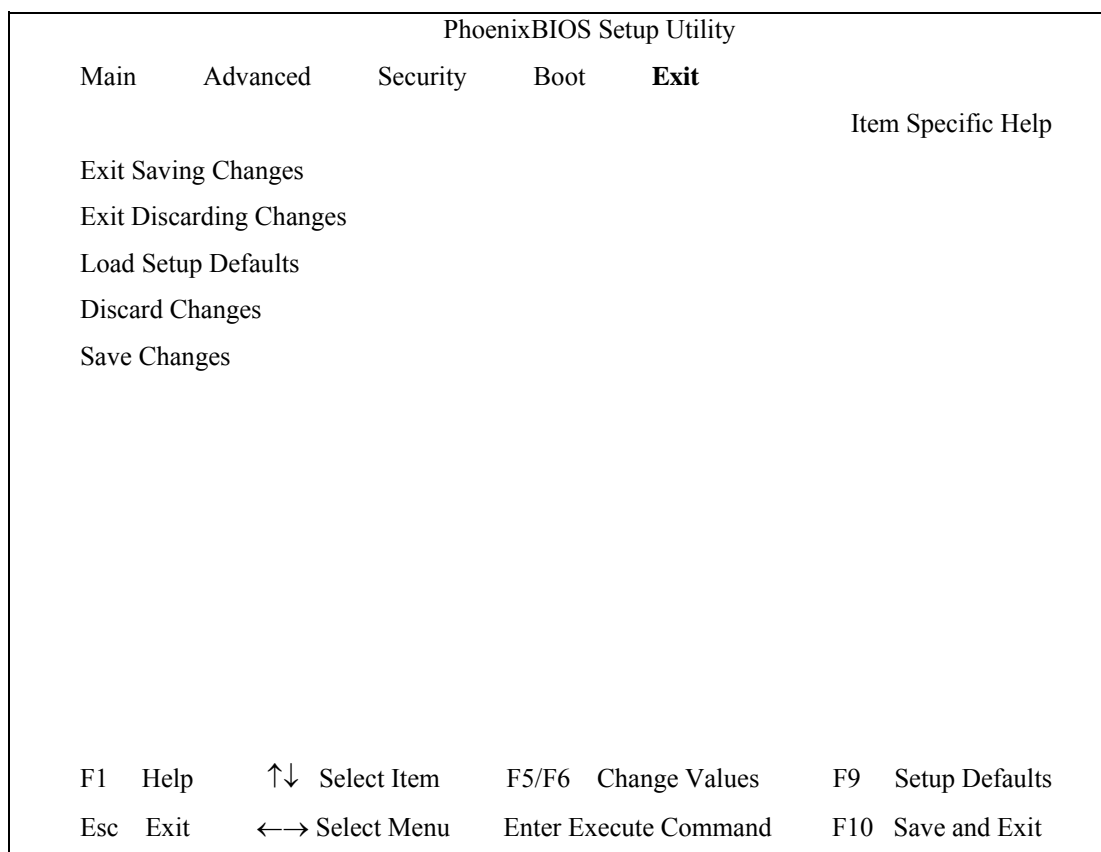 PhoenixBIOS Setup Utility
Main Advanced Security Boot Exit
Item Specific Help
Exit Saving Changes
Exit Discarding Changes
Load Setup Defaults
Discard Changes
Save Changes
F1 Help ↑↓ Select Item F5/F6 Change Values F9 Setup Defaults
Esc Exit ←→ Select Menu Enter Execute Command F10 Save and Exit